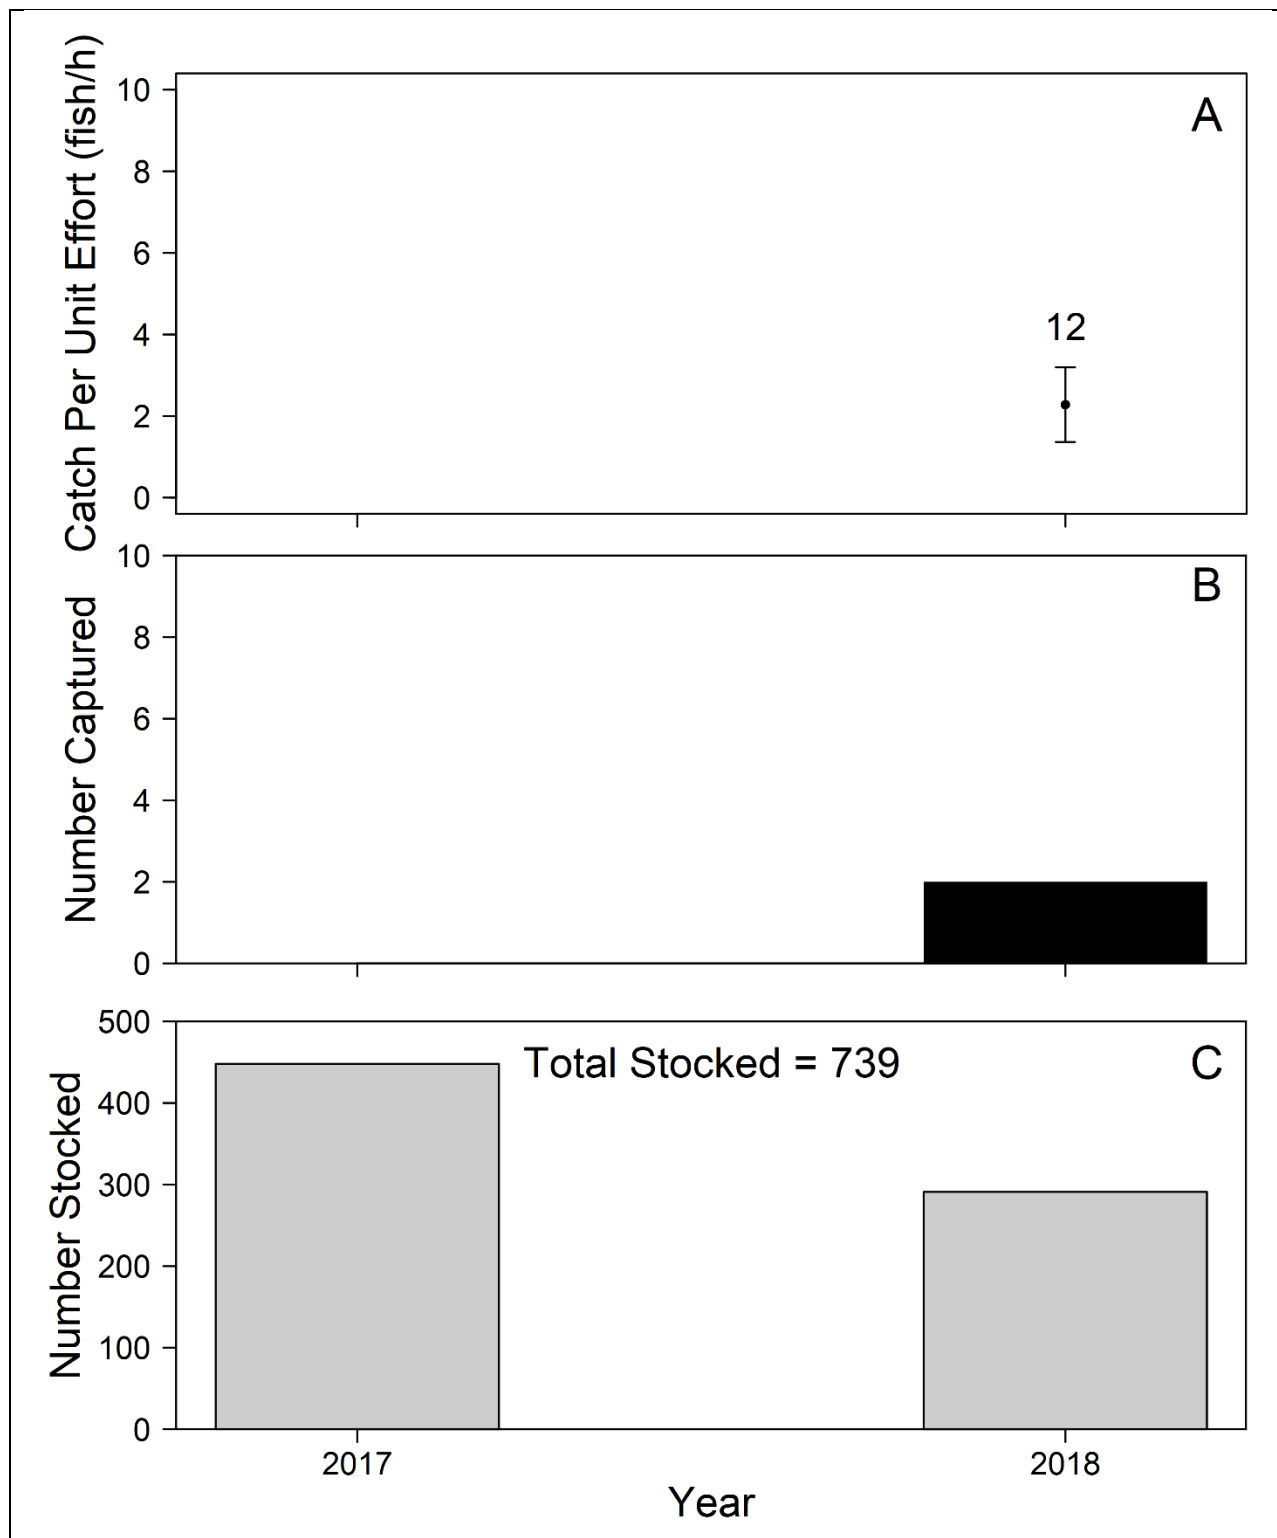 Catch Per Unit Effort (fish/h)
10
8
6
4
2
0
A
12
Number Captured
10
8
6
4
2
0
B
Number Stocked
500
400
300
200
100
0
Total Stocked = 739
C
2017
2018
Year